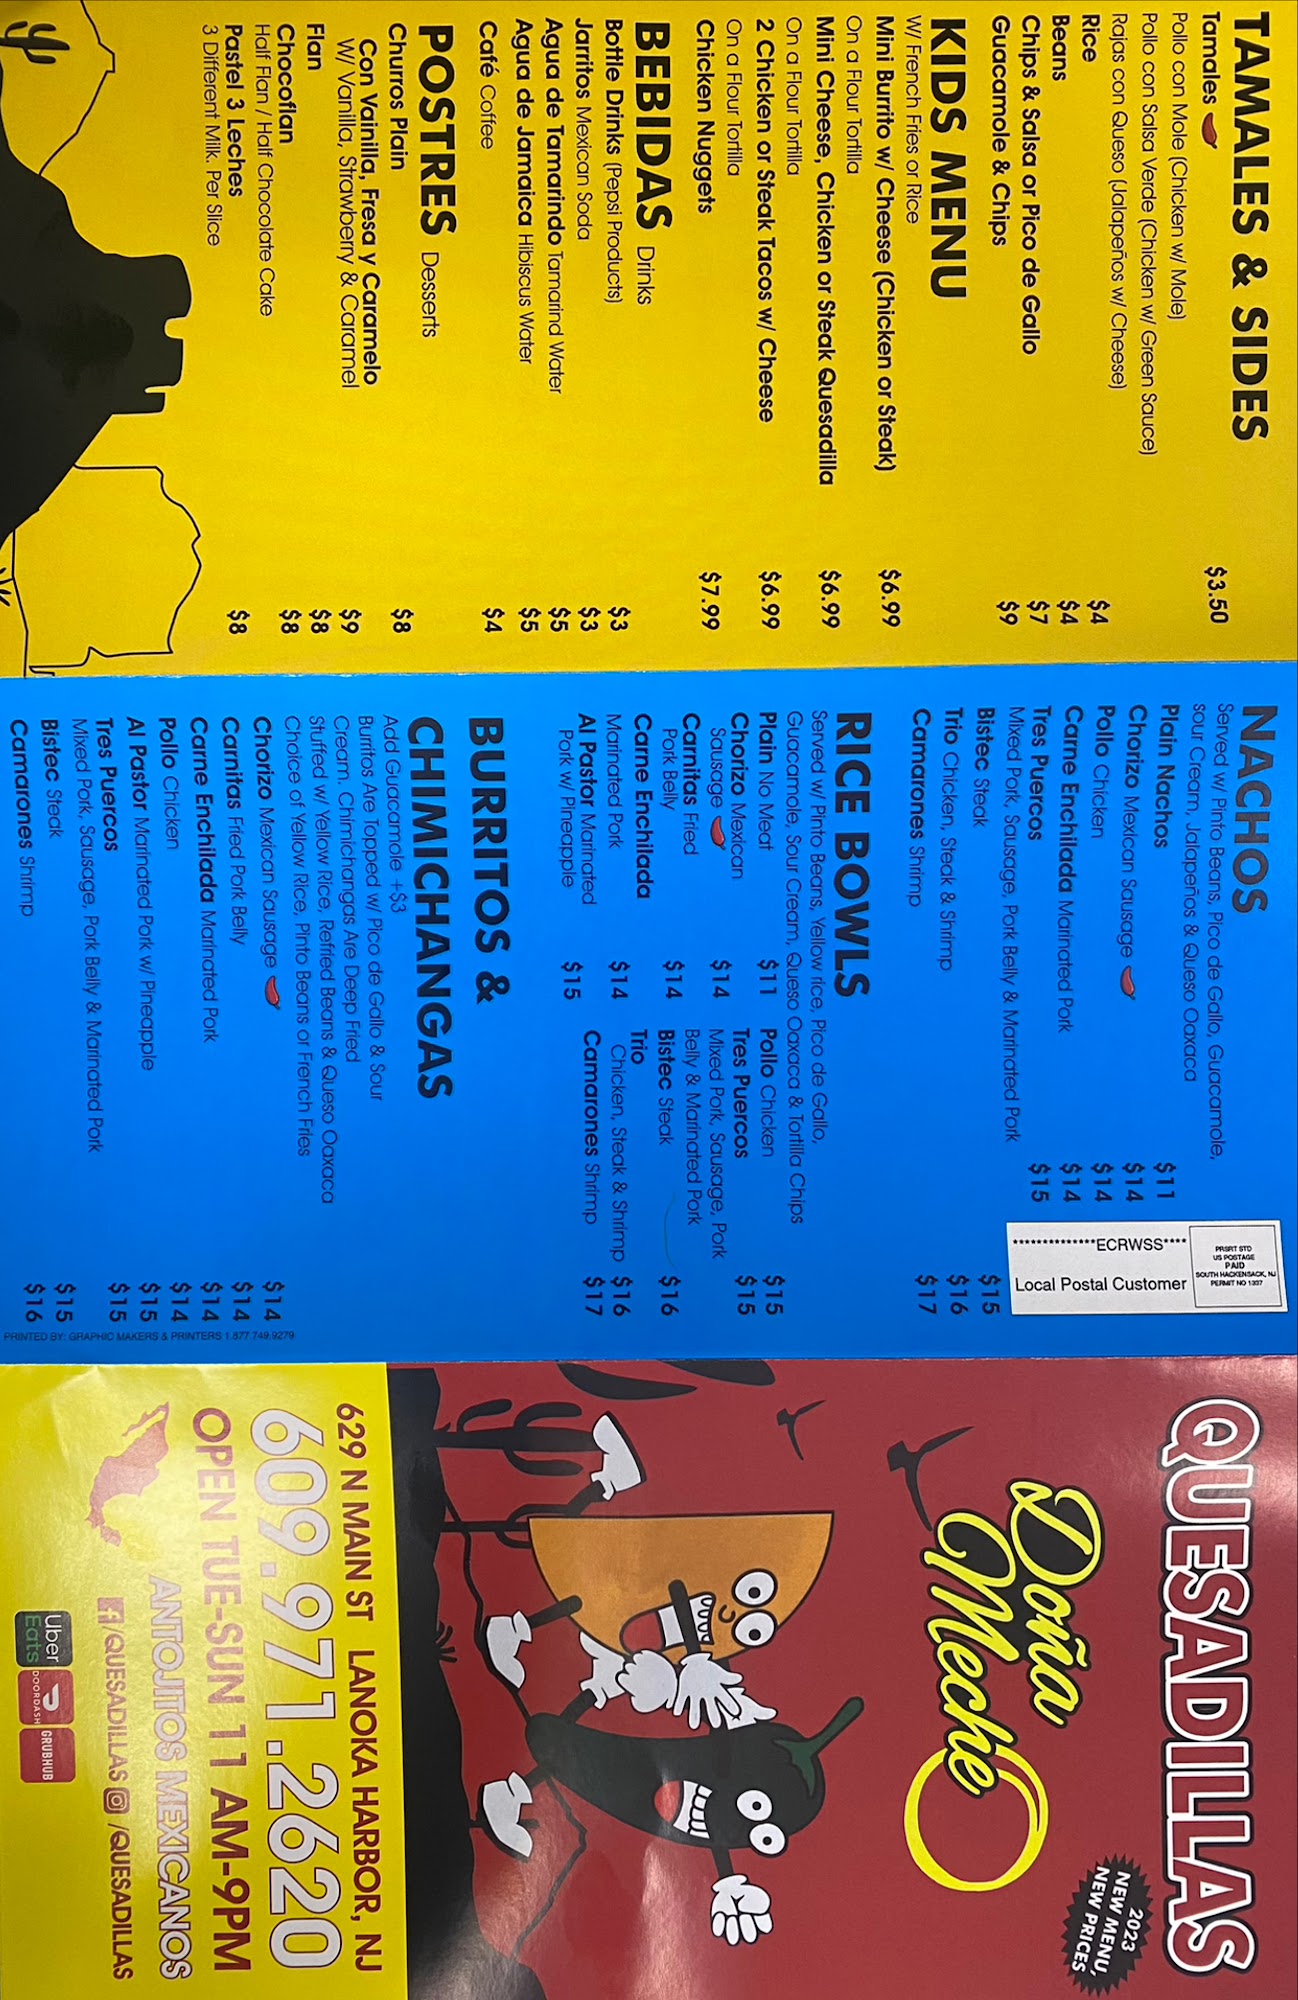 TAMALES & SIDES
Tamales $3.50
Pollo con Mole (Chicken w/ Mole)
Pollo con Salsa Verde (Chicken w/ Green Sauce)
Rajas con Queso (Jalapeños w/ Cheese)
Rice $4
Beans $4
Chips & Salsa or Pico de Gallo $7
Guacamole & Chips $9
KIDS MENU
W/ French Fries or Rice
Mini Burrito w/ Cheese (Chicken or Steak) $6.99
On a Flour Tortilla
Mini Cheese, Chicken or Steak Quesadilla $6.99
On a Flour Tortilla
2 Chicken or Steak Tacos w/ Cheese $6.99
On a Flour Tortilla
Chicken Nuggets $7.99
BEBIDAS Drinks
Bottle Drinks (Pepsi Products) $3
Jarritos Mexican Soda $3
Agua de Tamarindo Tamarind Water $5
Agua de Jamaica Hibiscus Water $5
Café Coffee $4
POSTRES Desserts
Churros Plain $8
Con Vainilla, Fresa y Caramelo $9
W/ Vanilla, Strawberry & Caramel
Flan $8
Chocoflan $8
Half Flan / Half Chocolate Cake
Pastel 3 Leches $8
3 Different Milk. Per Slice
NACHOS
Served w/ Pinto Beans, Pico de Gallo, Guacamole,
sour Cream, Jalapeños & Queso Oaxaca
Plain Nachos $11
Chorizo Mexican Sausage $14
Pollo Chicken $14
Carne Enchilada Marinated Pork $14
Tres Puercos $15
Mixed Pork, Sausage, Pork Belly & Marinated Pork
Bistec Steak $15
Trio Chicken, Steak & Shrimp $16
Camarones Shrimp $17
PRSRT STD
US POSTAGE
PAID
SOUTH HACKENSACK, NJ
PERMIT NO 1337
**************ECRWSS****
Local Postal Customer
RICE BOWLS
Served w/ Pinto Beans, Yellow rice, Pico de Gallo,
Guacamole, Sour Cream, Queso Oaxaca & Tortilla Chips
Plain No Meat $11
Chorizo Mexican
Sausage $14
Carnitas Fried
Pork Belly $14
Carne Enchilada
Marinated Pork $14
Al Pastor Marinated
Pork w/ Pineapple $15
Pollo Chicken $15
Tres Puercos $15
Mixed Pork, Sausage, Pork
Belly & Marinated Pork
Bistec Steak $16
Trio
Chicken, Steak & Shrimp $16
Camarones Shrimp $17
BURRITOS &
CHIMICHANGAS
Add Guacamole +$3
Burritos Are Topped w/ Pico de Gallo & Sour
Cream. Chimichangas Are Deep Fried
Stuffed w/ Yellow Rice, Refried Beans & Queso Oaxaca
Choice of Yellow Rice, Pinto Beans or French Fries
Chorizo Mexican Sausage $14
Carnitas Fried Pork Belly $14
Carne Enchilada Marinated Pork $14
Pollo Chicken $14
Al Pastor Marinated Pork w/ Pineapple $15
Tres Puercos $15
Mixed Pork, Sausage, Pork Belly & Marinated Pork
Bistec Steak $15
Camarones Shrimp $16
PRINTED BY: GRAPHIC MAKERS & PRINTERS 1 877 749.9279
QUESADILLAS
Doña
Meche
2023
NEW MENU,
NEW PRICES
629 N MAIN ST LANOKA HARBOR, NJ
609.971.2620
OPEN TUE-SUN 11 AM-9PM
ANTOJITOS MEXICANOS
f/QUESADILLAS /QUESADILLAS
Uber
Eats
DOORDASH
GRUBHUB